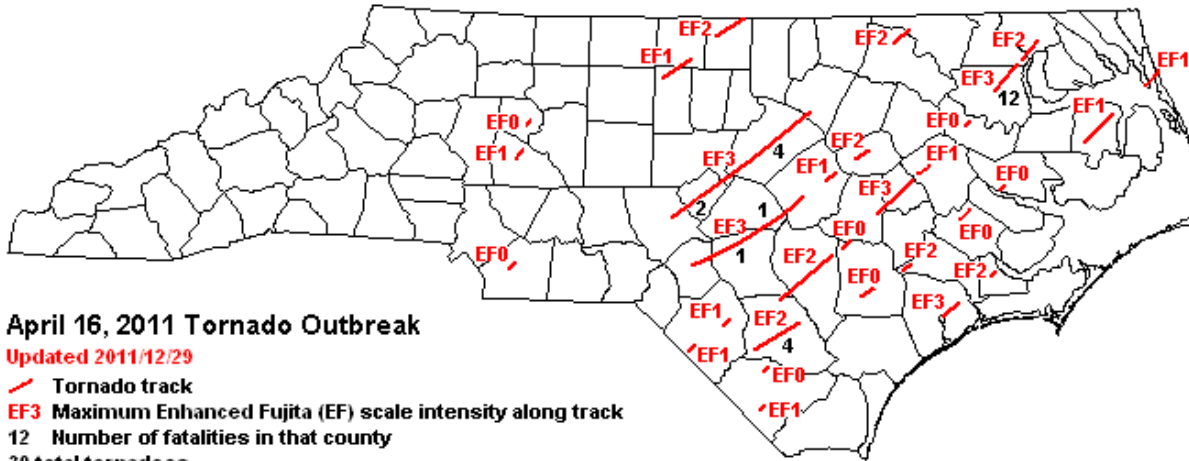 EF2
EF2
EF2
EF1
EF1
EF3
12
EF1
EF0
EF0
EF1
EF2
EF3
4
EF1
EF1
EF3
EF0
2
1
EF3
EF0
EF0
EF0
1
EF2
EF2
EF2
EF0
EF3
EF1
EF2
4
EF1
EF0
EF1
April 16, 2011 Tornado Outbreak
Updated 2011/12/29
Tornado track
EF3 Maximum Enhanced Fujita (EF) scale intensity along track
12 Number of fatalities in that county
total tornadoes